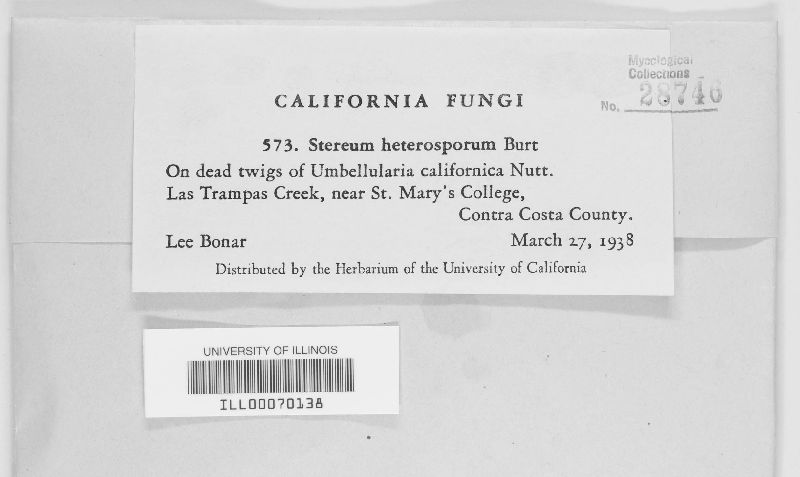 Mycological
Collections
No. 28746
CALIFORNIA FUNGI
573. Stereum heterosporum Burt
On dead twigs of Umbellularia californica Nutt.
Las Trampas Creek, near St. Mary's College,
Contra Costa County.
Lee Bonar March 27, 1938
Distributed by the Herbarium of the University of California
UNIVERSITY OF ILLINOIS
ILL00070138